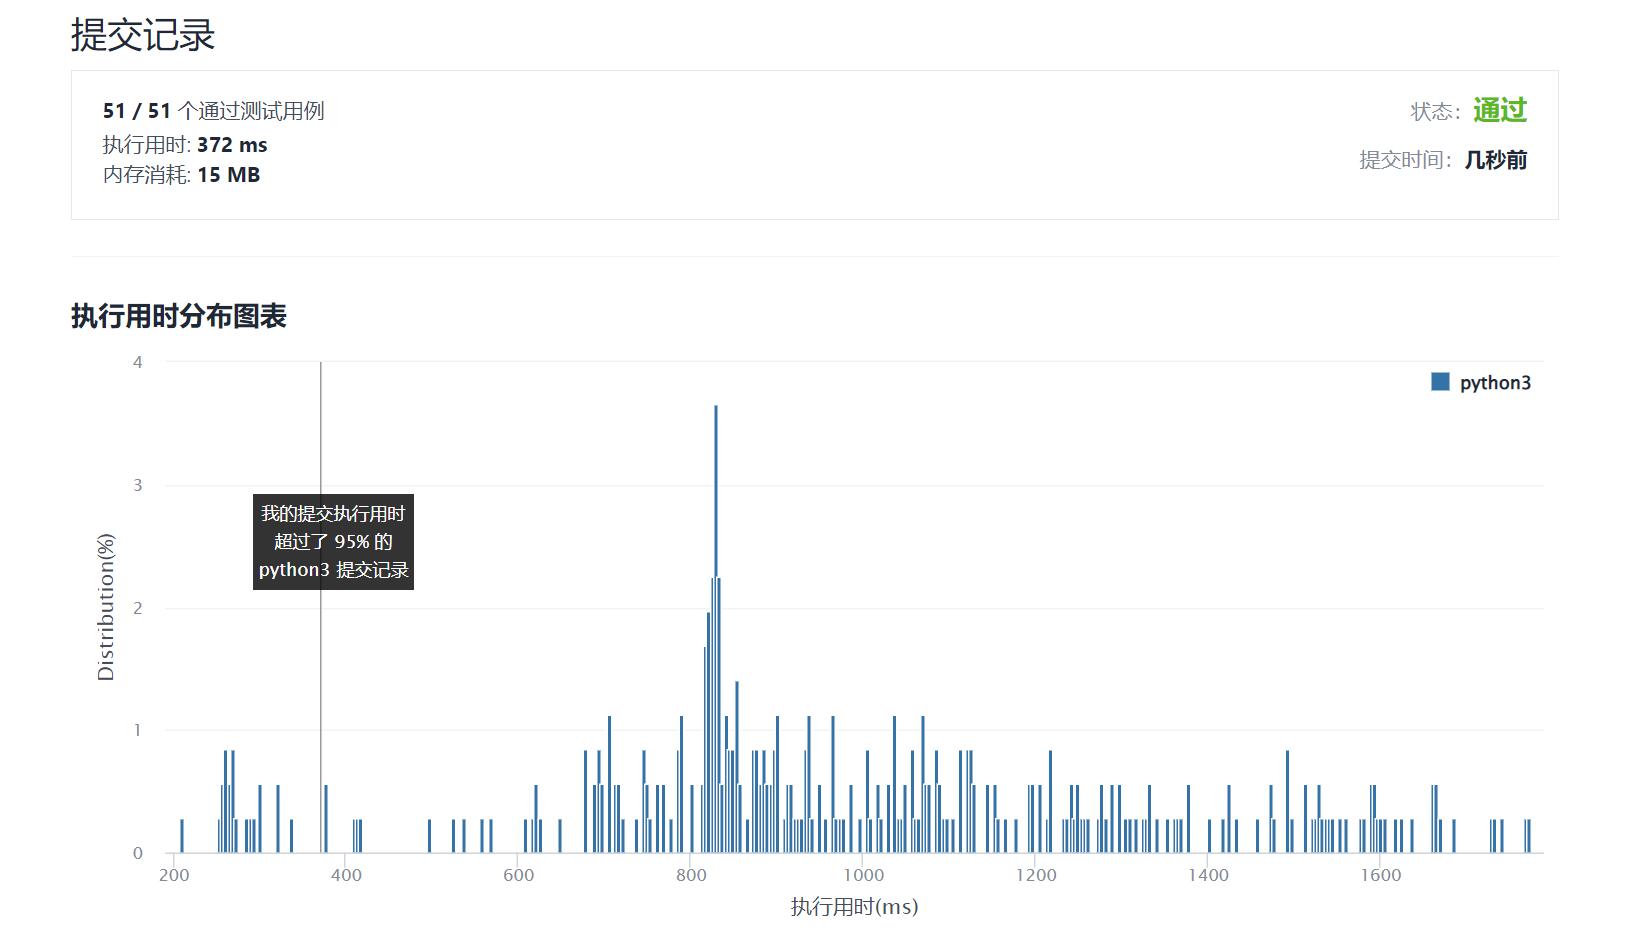 提交记录
51 / 51 个通过测试用例
状态：通过
执行用时: 372 ms
提交时间：几秒前
内存消耗: 15 MB
执行用时分布图表
4
python3
3
我的提交执行用时
超过了 95% 的
python3 提交记录
Distribution(%)
2
1
0
200 400 600 800 1000 1200 1400 1600
执行用时(ms)